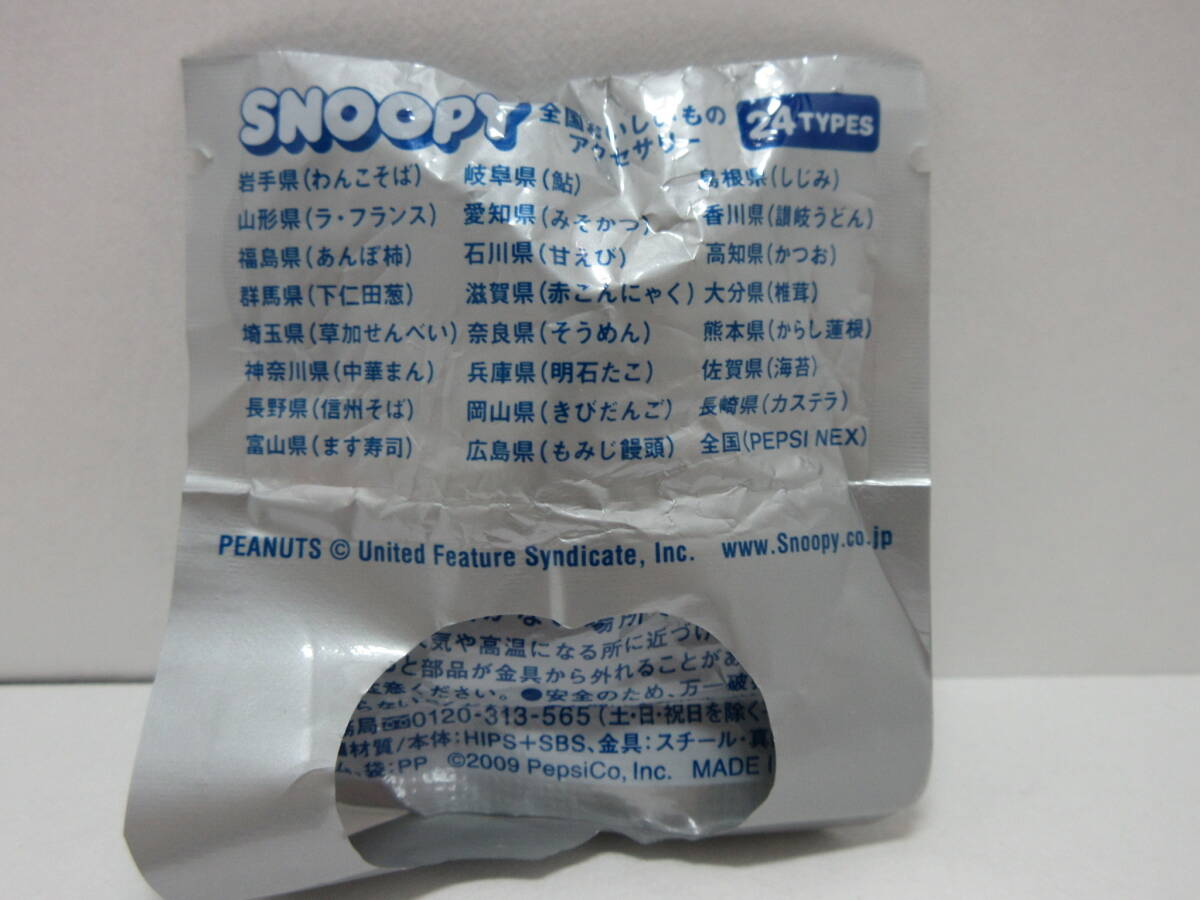 SNOOPY 全国おいしいもの
アクセサリー
24 TYPES
岩手県(わんこそば)
山形県(ラ・フランス)
福島県(あんぽ柿)
群馬県(下仁田葱)
埼玉県(草加せんべい)
神奈川県(中華まん)
長野県(信州そば)
富山県(ます寿司)
岐阜県(鮎)
愛知県(みそかつ)
石川県(甘えび)
滋賀県(赤こんにゃく)
奈良県(そうめん)
兵庫県(明石たこ)
岡山県(きびだんご)
広島県(もみじ饅頭)
島根県(しじみ)
香川県(讃岐うどん)
高知県(かつお)
大分県(椎茸)
熊本県(からし蓮根)
佐賀県(海苔)
長崎県(カステラ)
全国(PEPSI NEX)
PEANUTS © United Feature Syndicate, Inc. www.Snoopy.co.jp
場所
気や高温になる所に近づけ
と部品が金具から外れることがあ
ください。●安全のため、万一破
らない
局 0120-313-565(土・日・祝日を除く
材質/本体:HIPS+SBS、金具:スチール・真
ム、袋:PP ©2009 PepsiCo, Inc. MADE I